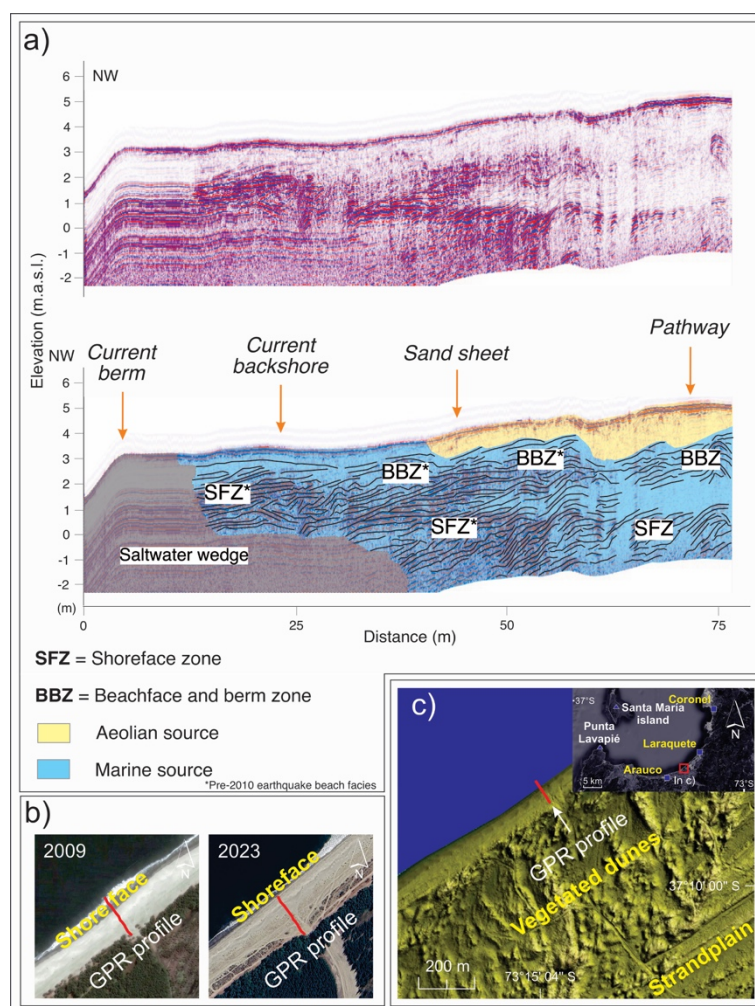 a)
NW
6
5
4
3
2
1
0
-1
-2
Elevation (m.a.s.l.)
NW
Current
berm
Current
backshore
Sand sheet
Pathway
6
5
4
3
2
1
0
-1
-2
(m)
BBZ*
BBZ*
BBZ
SFZ*
SFZ*
SFZ
Saltwater wedge
0
25
50
75
Distance (m)
SFZ = Shoreface zone
BBZ = Beachface and berm zone
Aeolian source
Marine source
*Pre-2010 earthquake beach facies
b)
2009
Shoreface
GPR profile
N
2023
Shoreface
GPR profile
N
c)
37°S
Santa María
island
Coronel
Punta
Lavapié
Laraquete
Arauco
In c)
5 km
73°S
N
GPR profile
Vegetated dunes
37°10'00" S
Strandplain
200 m
73°15'04" S